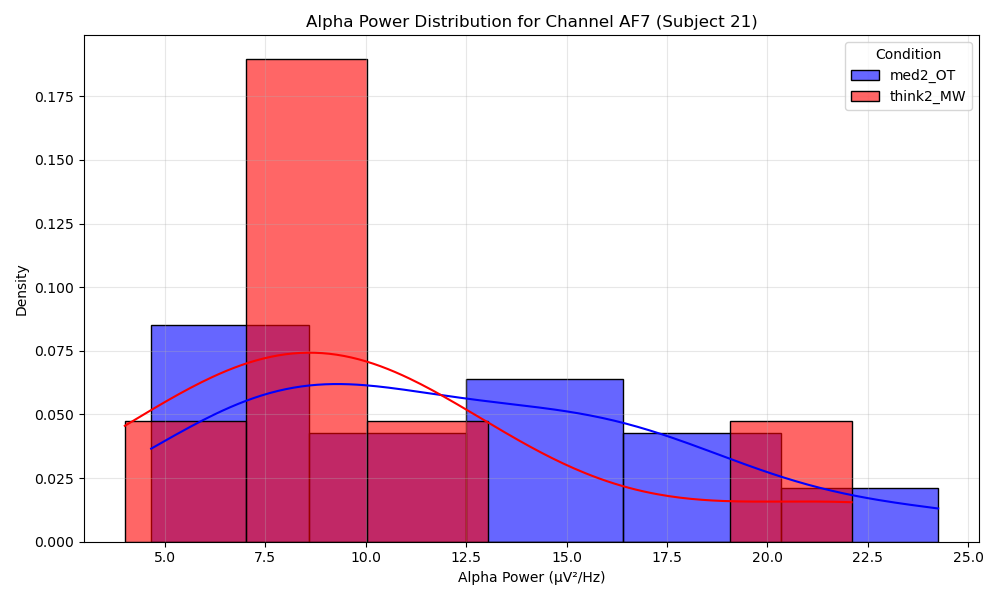 Alpha Power Distribution for Channel AF7 (Subject 21)
Condition
med2_OT
think2_MW
0.175
0.150
0.125
0.100
0.075
0.050
0.025
0.000
Density
5.0 7.5 10.0 12.5 15.0 17.5 20.0 22.5 25.0
Alpha Power (µV²/Hz)